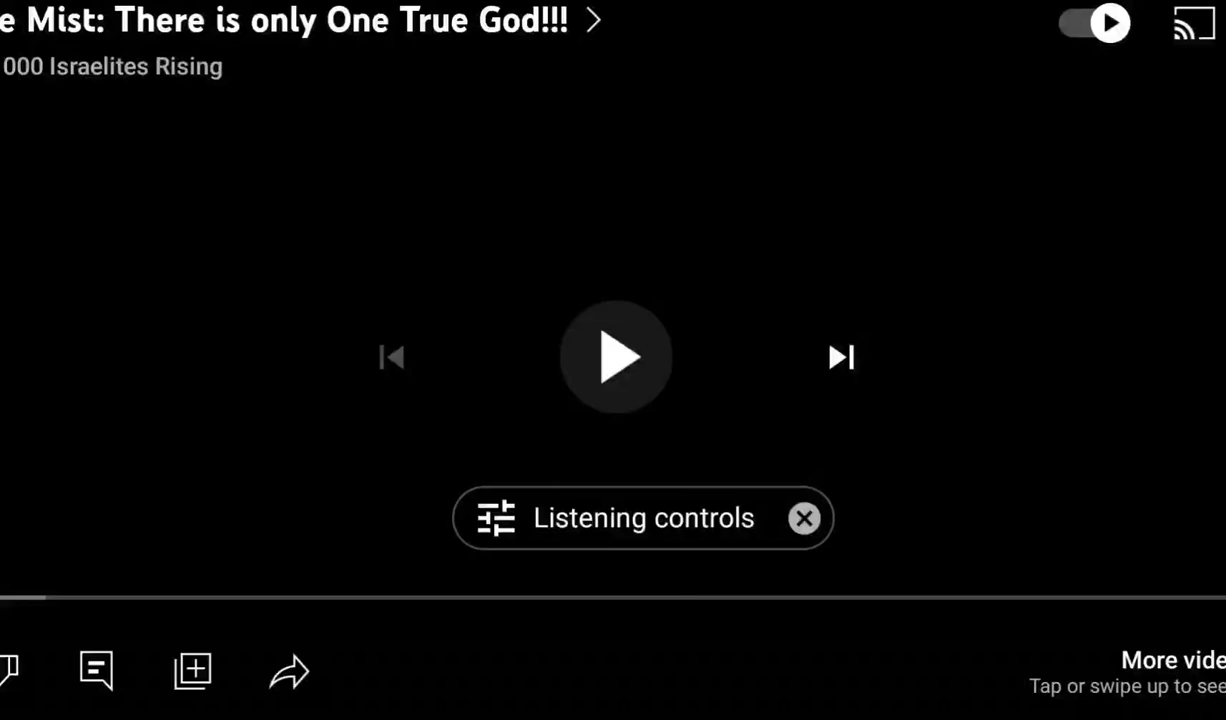 e Mist: There is only One True God!!!
000 Israelites Rising
Listening controls
More vide
Tap or swipe up to see